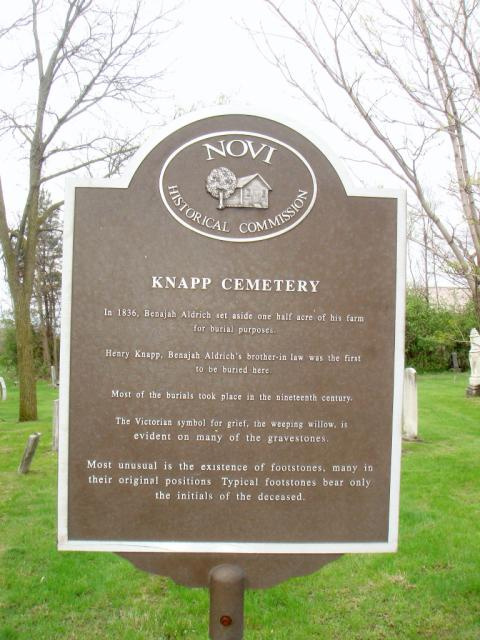 NOVI
HISTORICAL COMMISSION
KNAPP CEMETERY
In 1836, Benajah Aldrich set aside one half acre of his farm
for burial purposes.
Henry Knapp, Benajah Aldrich's brother-in law was the first
to be buried here.
Most of the burials took place in the nineteenth century.
The Victorian symbol for grief, the weeping willow, is
evident on many of the gravestones.
Most unusual is the existence of footstones, many in
their original positions Typical footstones bear only
the initials of the deceased.